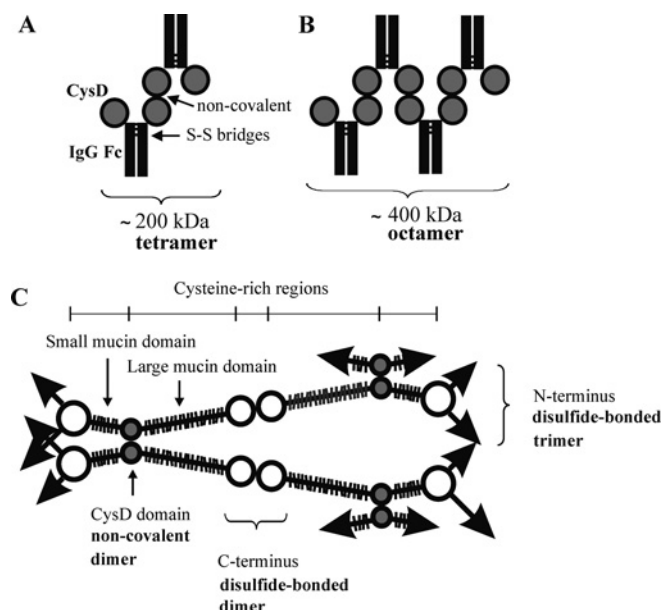 A
B
CysD
non-covalent
S-S bridges
IgG Fc
~ 200 kDa
tetramer
~ 400 kDa
octamer
C
Cysteine-rich regions
Small mucin domain
Large mucin domain
N-terminus
disulfide-bonded
trimer
CysD domain
non-covalent
dimer
C-terminus
disulfide-bonded
dimer